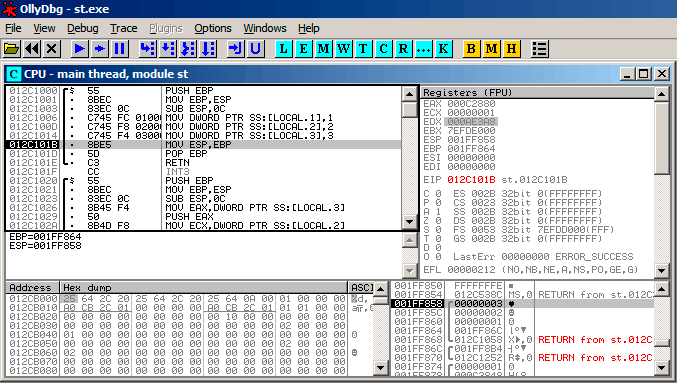 OllyDbg - st.exe
File View Debug Trace Plugins Options Windows Help
L E M W T C R ... K B M H
C CPU - main thread, module st
012C1000 $ 55 PUSH EBP
012C1001 8BEC MOV EBP,ESP
012C1003 83EC 0C SUB ESP,0C
012C1006 C745 FC 01000 MOV DWORD PTR SS:[LOCAL.1],1
012C100D C745 F8 02000 MOV DWORD PTR SS:[LOCAL.2],2
012C1014 C745 F4 03000 MOV DWORD PTR SS:[LOCAL.3],3
012C101B 8BE5 MOV ESP,EBP
012C101D 5D POP EBP
012C101E C3 RETN
012C101F CC INT3
012C1020 $ 55 PUSH EBP
012C1021 8BEC MOV EBP,ESP
012C1023 83EC 0C SUB ESP,0C
012C1026 8B45 F4 MOV EAX,DWORD PTR SS:[LOCAL.3]
012C1029 50 PUSH EAX
012C102A 8B4D F8 MOV ECX,DWORD PTR SS:[LOCAL.2]
EBP=001FF864
ESP=001FF858
Registers (FPU)
EAX 000C2880
ECX 00000001
EDX 000AE3A8
EBX 7EFDE000
ESP 001FF858
EBP 001FF864
ESI 00000000
EDI 00000000
EIP 012C101B st.012C101B
C 0 ES 002B 32bit 0(FFFFFFFF)
P 0 CS 0023 32bit 0(FFFFFFFF)
A 1 SS 002B 32bit 0(FFFFFFFF)
Z 0 DS 002B 32bit 0(FFFFFFFF)
S 0 FS 0053 32bit 7EFDD000(FFF)
T 0 GS 002B 32bit 0(FFFFFFFF)
D 0
O 0 LastErr 00000000 ERROR_SUCCESS
EFL 00000212 (NO,NB,NE,A,NS,PO,GE,G)
Address Hex dump ASCI
012CB000 25 64 2C 20 25 64 2C 20 25 64 0A 00 01 00 00 00 %d,
012CB010 A0 CB 2C 01 00 00 00 00 A0 CB 2C 01 01 00 00 00
012CB020 00 00 00 00 00 00 00 00 00 10 00 00 00 00 00 00
012CB030 00 00 00 00 00 00 00 00 00 00 00 00 02 00 00 00
012CB040 01 00 00 00 00 00 00 00 00 00 00 00 00 00 00 00
012CB050 00 00 00 00 00 00 00 00 00 00 00 00 02 00 00 00
012CB060 02 00 00 00 00 00 00 00 00 00 00 00 00 00 00 00
012CB070 00 00 00 00 00 00 00 00 00 00 00 00 00 00 00 00
012CB080 00 00 00 00 00 00 00 00 00 00 00 00 00 00 00 00
001FF850 FFFFFFFE
001FF854 012C539C RETURN from st.012C
001FF858 00000003
001FF85C 00000002
001FF860 00000001
001FF864 001FF86C
001FF868 012C1058 RETURN from st.012C
001FF86C 001FF8B4
001FF870 012C1252 RETURN from st.012C
001FF874 00000001